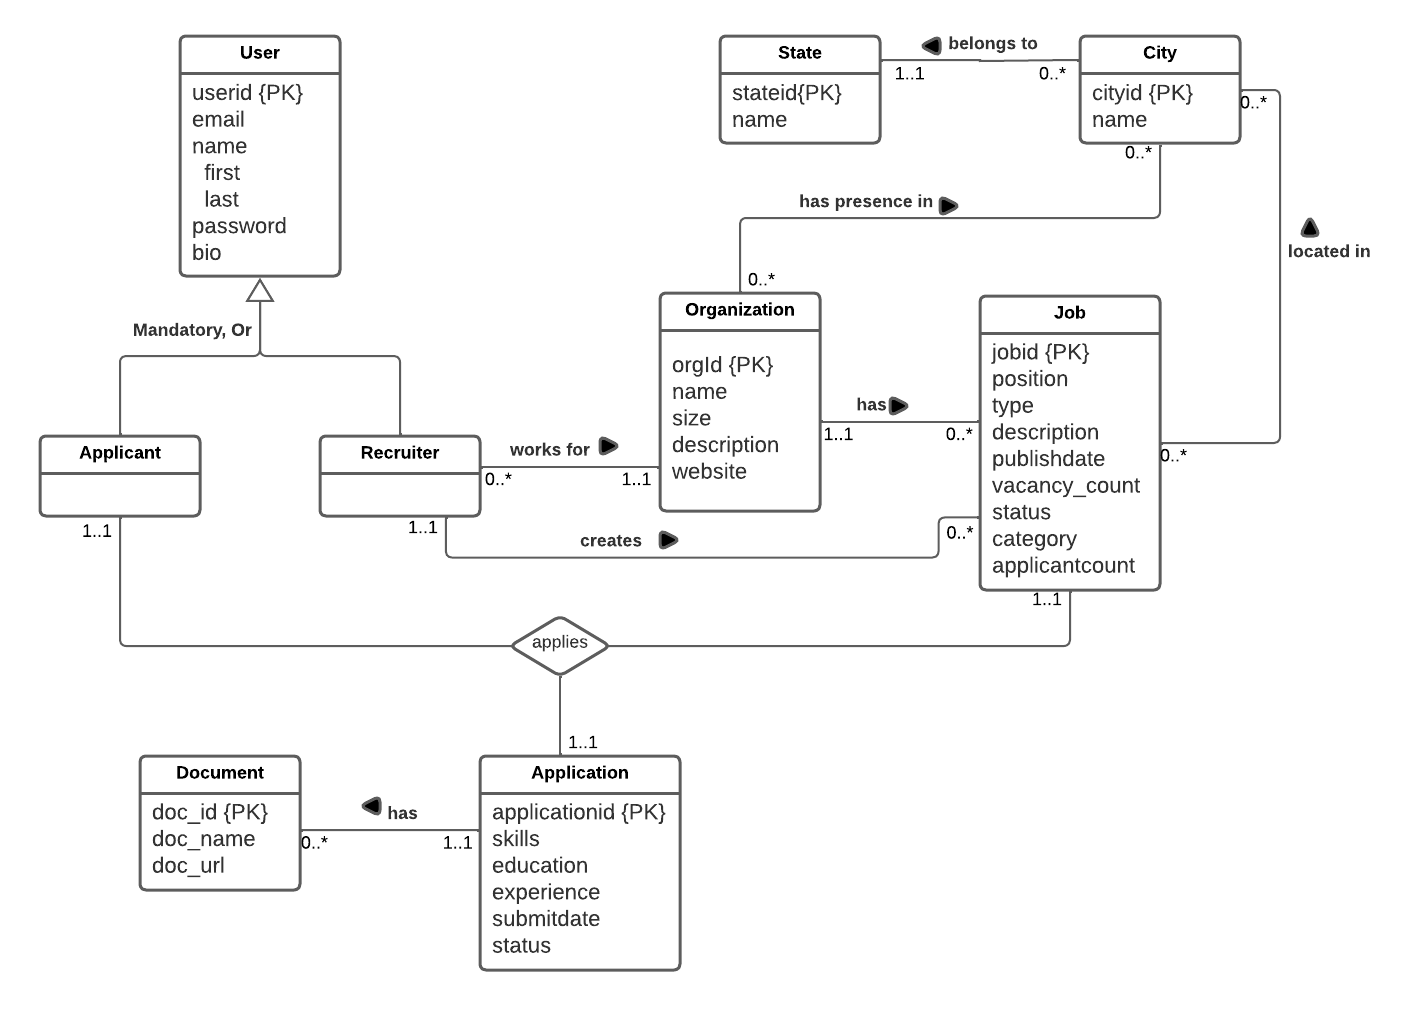 User
userid {PK}
email
name
first
last
password
bio
Mandatory, Or
State
stateid{PK}
name
belongs to
1..1
0..*
City
cityid {PK}
name
0..*
0..*
has presence in
0..*
located in
Organization
orgId {PK}
name
size
description
website
has
1..1
0..*
Job
jobid {PK}
position
type
description
publishdate
vacancy_count
status
category
applicantcount
0..*
Applicant
1..1
Recruiter
works for
0..*
1..1
1..1
creates
0..*
1..1
applies
1..1
Document
doc_id {PK}
doc_name
doc_url
has
0..*
1..1
Application
applicationid {PK}
skills
education
experience
submitdate
status